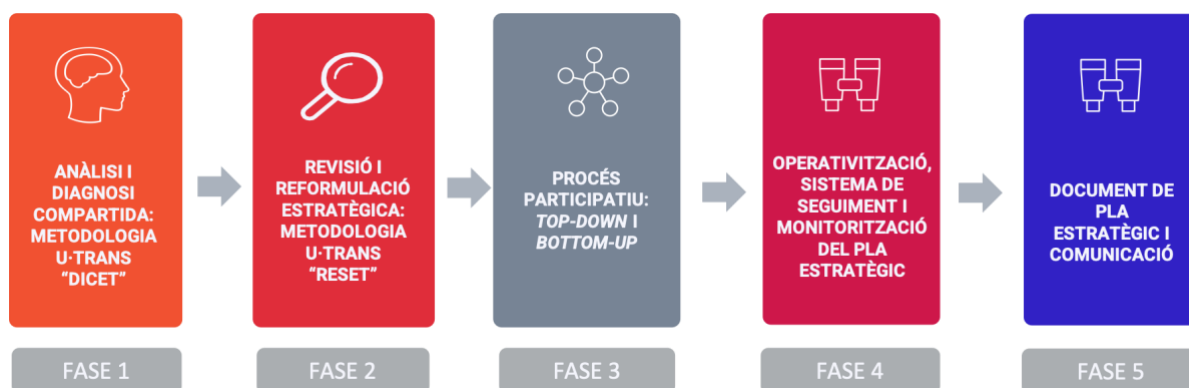 ANÀLISI I
DIAGNOSI
COMPARTIDA:
METODOLOGIA
U·TRANS
"DICET"
REVISIÓ I
REFORMULACIÓ
ESTRATÈGICA:
METODOLOGIA
U·TRANS
"RESET"
PROCÉS
PARTICIPATIU:
TOP-DOWN I
BOTTOM-UP
OPERATIVITZACIÓ,
SISTEMA DE
SEGUIMENT I
MONITORITZACIÓ
DEL PLA
ESTRATÈGIC
DOCUMENT DE
PLA
ESTRATÈGIC I
COMUNICACIÓ
FASE 1
FASE 2
FASE 3
FASE 4
FASE 5